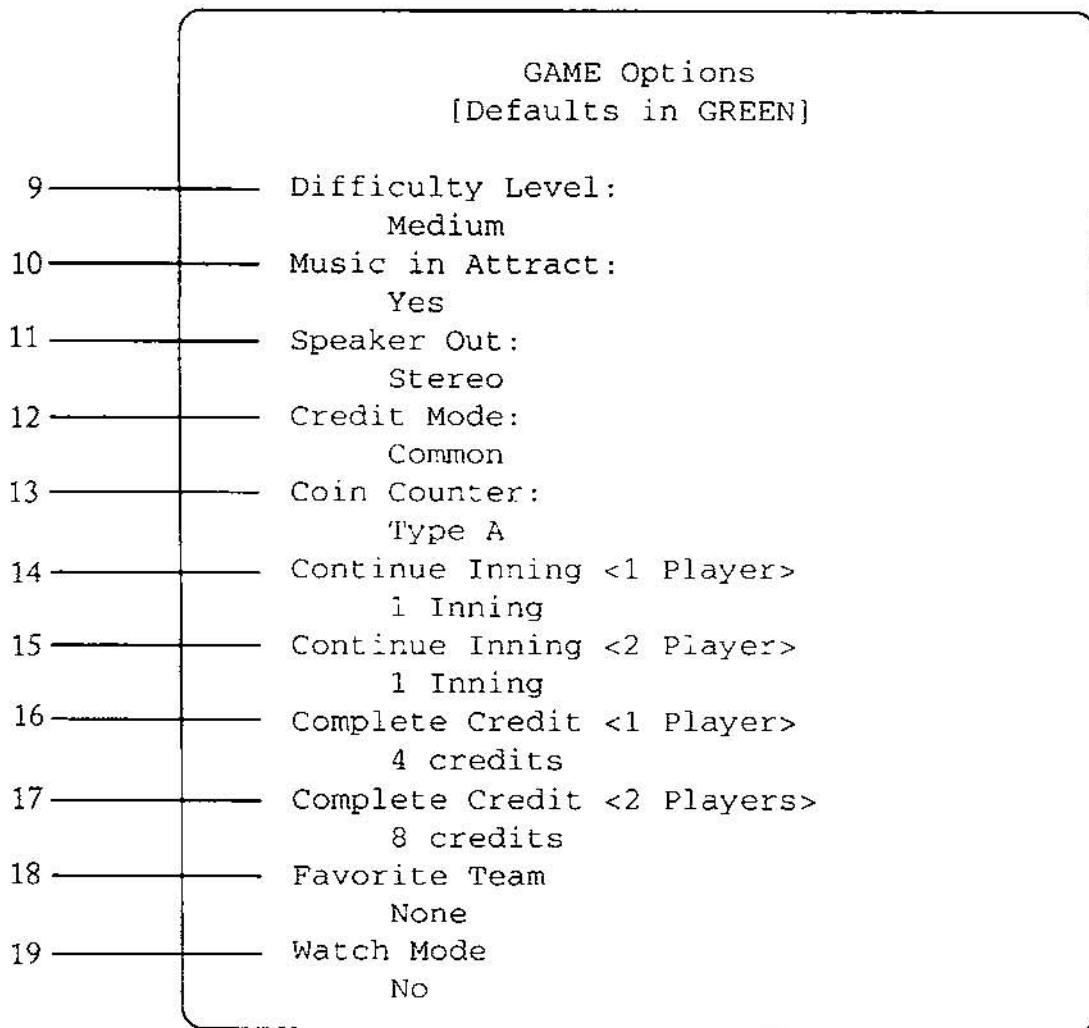 GAME Options
[Defaults in GREEN]
9 Difficulty Level:
Medium
10 Music in Attract:
Yes
11 Speaker Out:
Stereo
12 Credit Mode:
Common
13 Coin Counter:
Type A
14 Continue Inning <1 Player>
1 Inning
15 Continue Inning <2 Player>
1 Inning
16 Complete Credit <1 Player>
4 credits
17 Complete Credit <2 Players>
8 credits
18 Favorite Team
None
19 Watch Mode
No